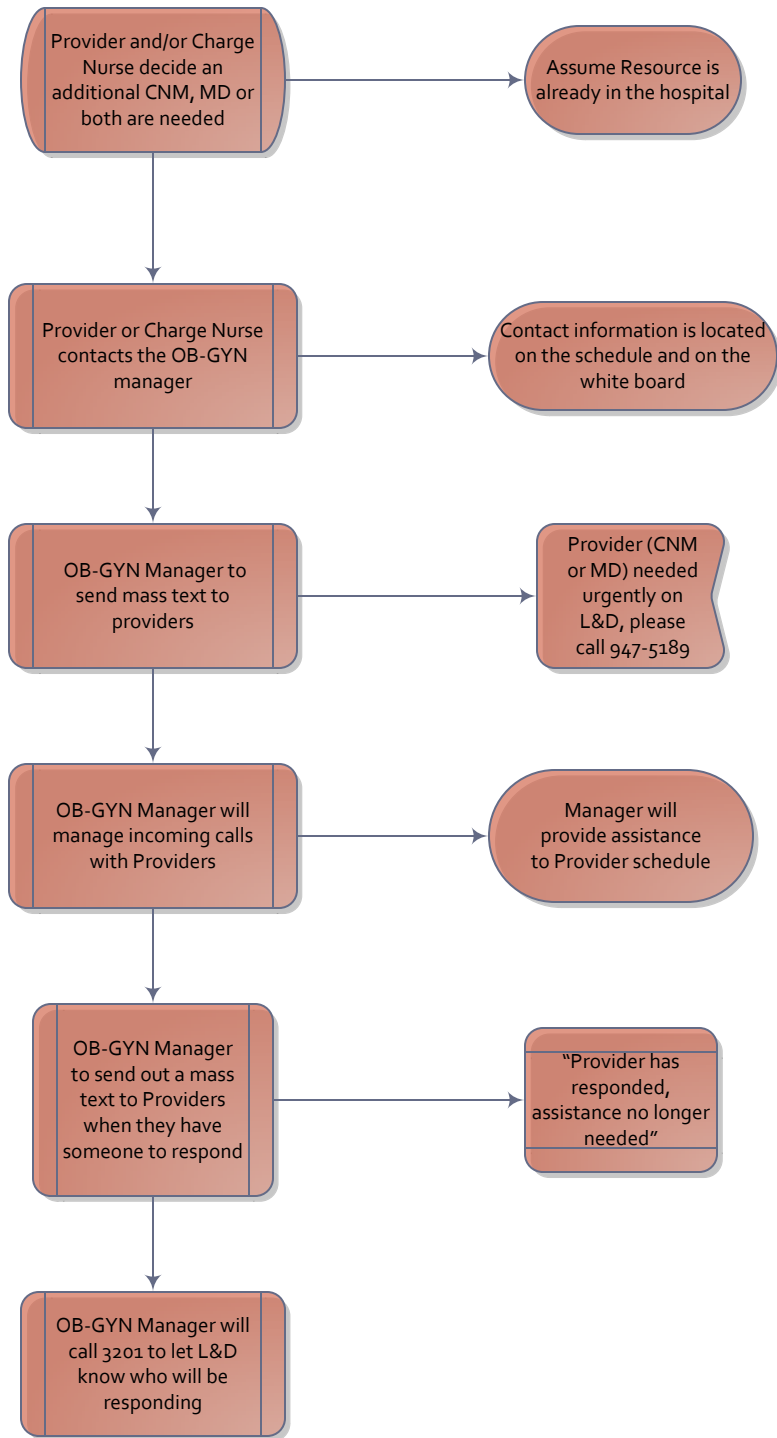 Provider and/or Charge
Nurse decide an
additional CNM, MD or
both are needed
Assume Resource is
already in the hospital
Provider or Charge Nurse
contacts the OB-GYN
manager
Contact information is located
on the schedule and on the
white board
OB-GYN Manager to
send mass text to
providers
Provider (CNM
or MD) needed
urgently on
L&D, please
call 947-5189
OB-GYN Manager will
manage incoming calls
with Providers
Manager will
provide assistance
to Provider schedule
OB-GYN Manager
to send out a mass
text to Providers
when they have
someone to respond
“Provider has
responded,
assistance no longer
needed”
OB-GYN Manager will
call 3201 to let L&D
know who will be
responding